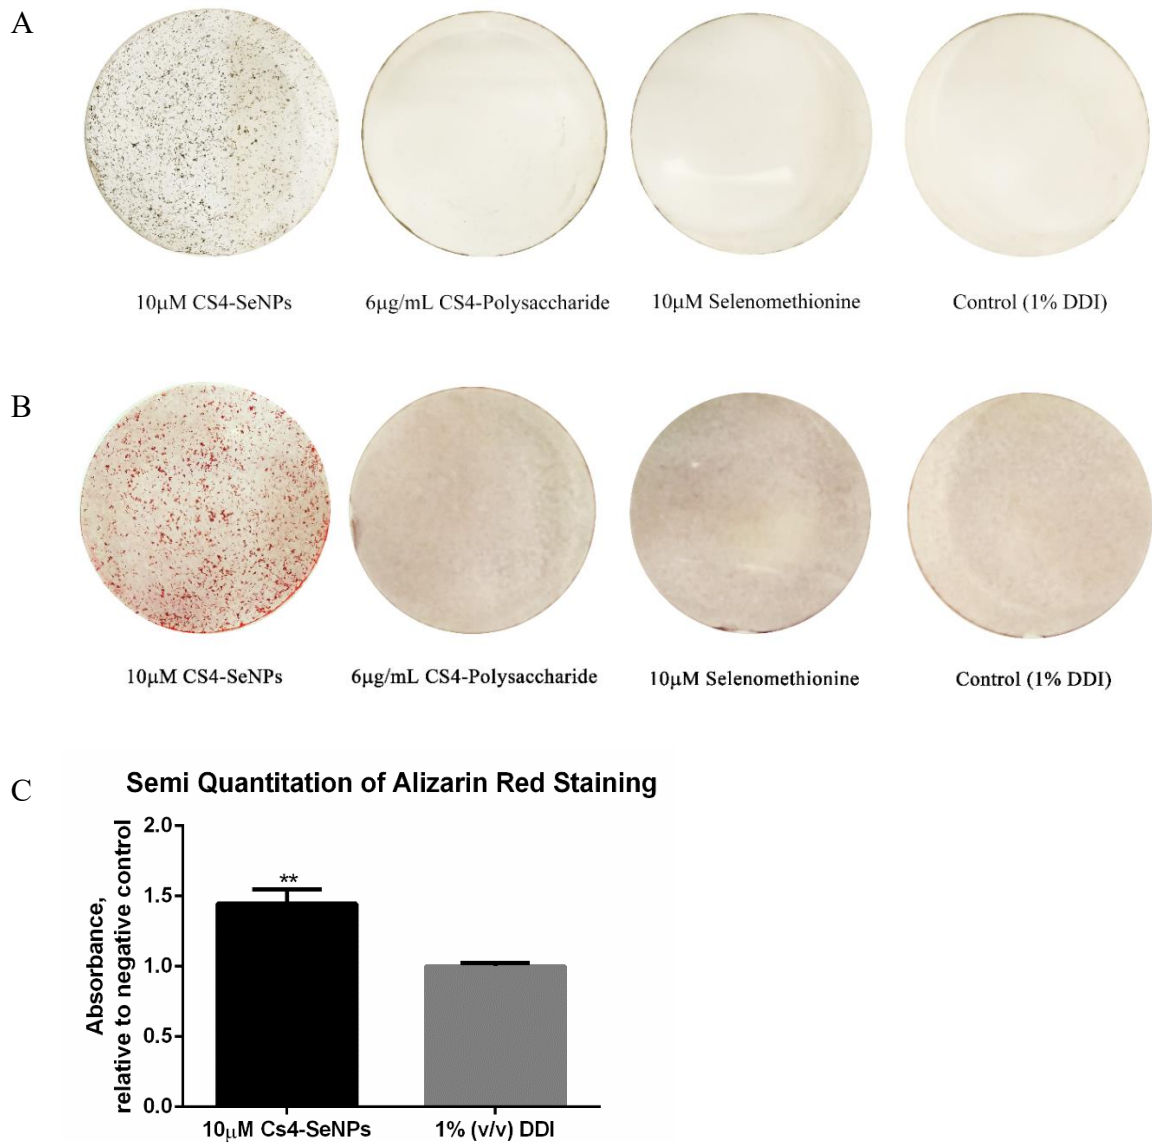 A
10µM CS4-SeNPs
6µg/mL CS4-Polysaccharide
10µM Selenomethionine
Control (1% DDI)
B
10µM CS4-SeNPs
6µg/mL CS4-Polysaccharide
10µM Selenomethionine
Control (1% DDI)
C
Semi Quantitation of Alizarin Red Staining
Absorbance,
relative to negative control
2.0
1.5
1.0
0.5
0.0
**
10µM Cs4-SeNPs
1% (v/v) DDI